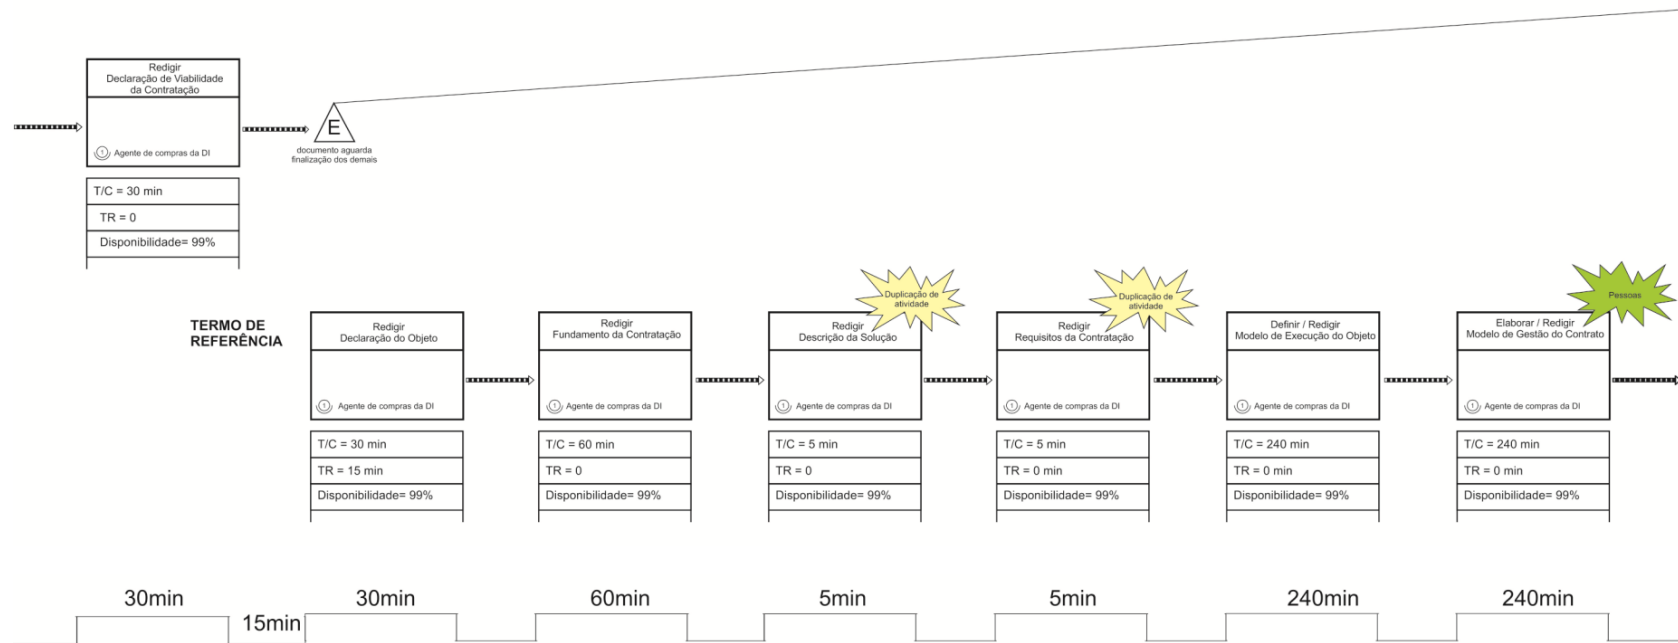 Redigir
Declaração de Viabilidade
da Contratação
1 Agente de compras da DI
T/C = 30 min
TR = 0
Disponibilidade= 99%
E
documento aguarda
finalização dos demais
TERMO DE
REFERÊNCIA
Redigir
Declaração do Objeto
1 Agente de compras da DI
T/C = 30 min
TR = 15 min
Disponibilidade= 99%
Redigir
Fundamento da Contratação
1 Agente de compras da DI
T/C = 60 min
TR = 0
Disponibilidade= 99%
Duplicação de
atividade
Redigir
Descrição da Solução
1 Agente de compras da DI
T/C = 5 min
TR = 0
Disponibilidade= 99%
Duplicação de
atividade
Redigir
Requisitos da Contratação
1 Agente de compras da DI
T/C = 5 min
TR = 0 min
Disponibilidade= 99%
Definir / Redigir
Modelo de Execução do Objeto
1 Agente de compras da DI
T/C = 240 min
TR = 0 min
Disponibilidade= 99%
Pessoas
Elaborar / Redigir
Modelo de Gestão do Contrato
1 Agente de compras da DI
T/C = 240 min
TR = 0 min
Disponibilidade= 99%
30min
15min
30min
60min
5min
5min
240min
240min